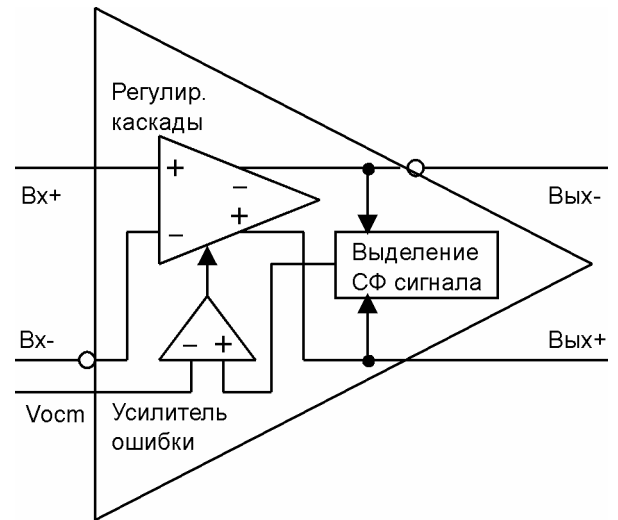 Регулир.
каскады
+
−
+
−
Вх+
Вых-
Выделение
СФ сигнала
Вх-
− +
Вых+
Vocm
Усилитель
ошибки